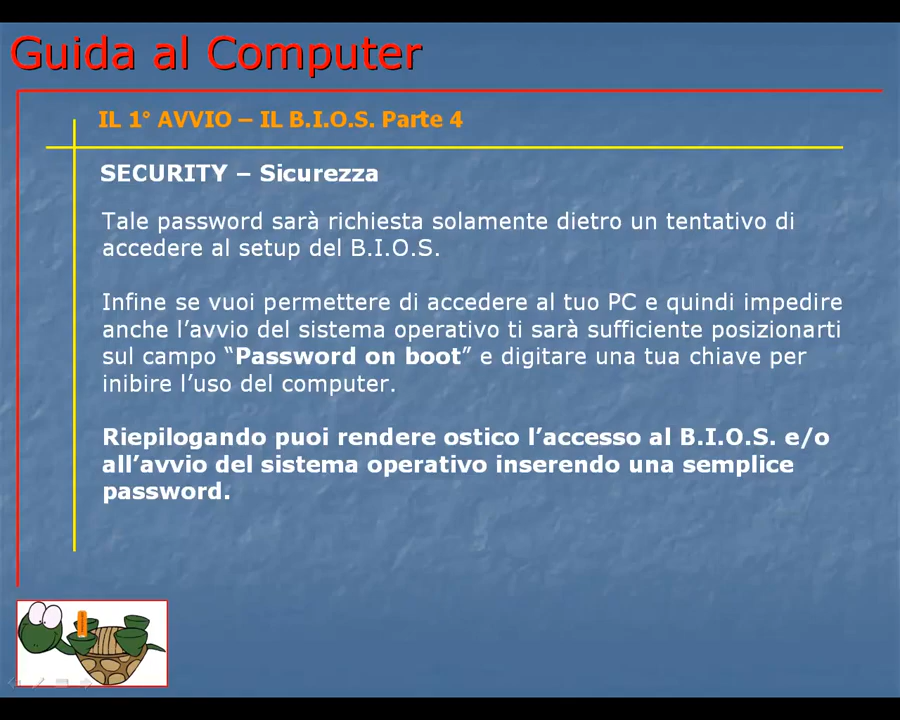 Guida al Computer
IL 1° AVVIO – IL B.I.O.S. Parte 4
SECURITY – Sicurezza
Tale password sarà richiesta solamente dietro un tentativo di
accedere al setup del B.I.O.S.
Infine se vuoi permettere di accedere al tuo PC e quindi impedire
anche l’avvio del sistema operativo ti sarà sufficiente posizionarti
sul campo “Password on boot” e digitare una tua chiave per
inibire l’uso del computer.
Riepilogando puoi rendere ostico l’accesso al B.I.O.S. e/o
all’avvio del sistema operativo inserendo una semplice
password.